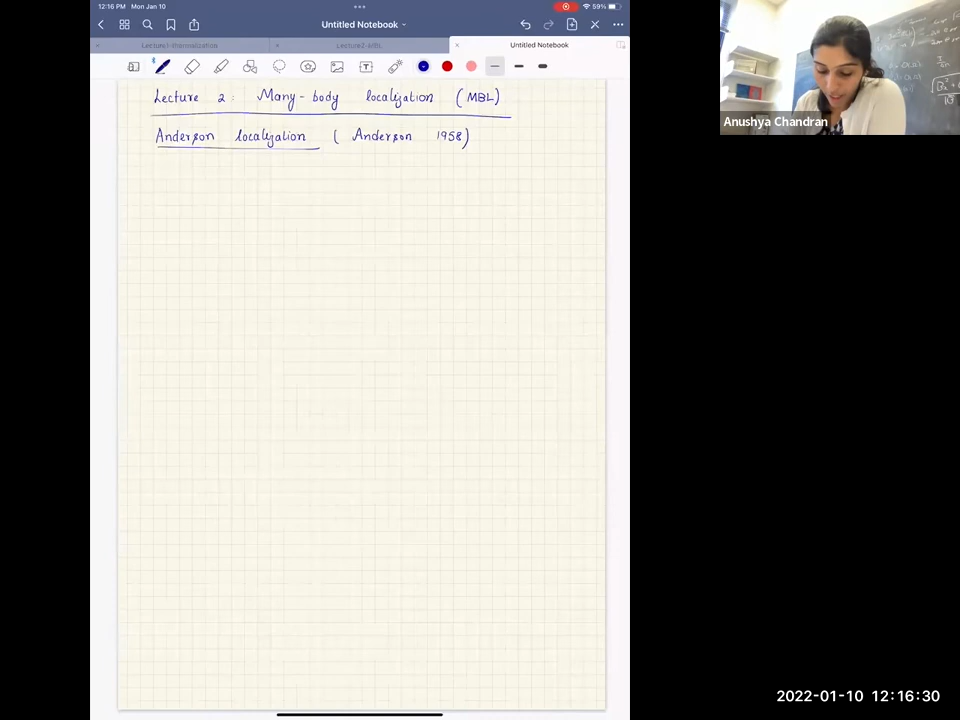 12:16 PM Mon Jan 10
59%
Untitled Notebook
Lecture1-thermalization
Lecture2-MBL
Untitled Notebook
Lecture 2: Many-body localization (MBL)
Anderson localization (Anderson 1958)
Anushya Chandran
2022-01-10 12:16:30